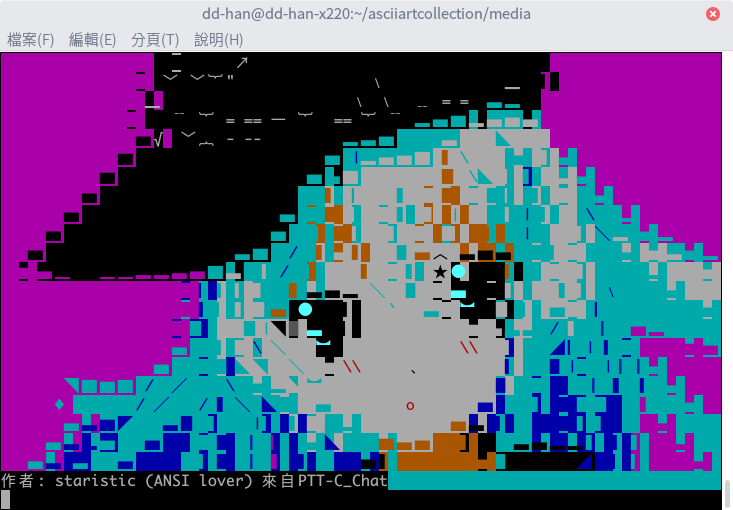 dd-han@dd-han-x220:~/asciiartcollection/media
檔案(F) 編輯(E) 分頁(T) 說明(H)
作者: staristic (ANSI lover) 來自PTT-C_Chat